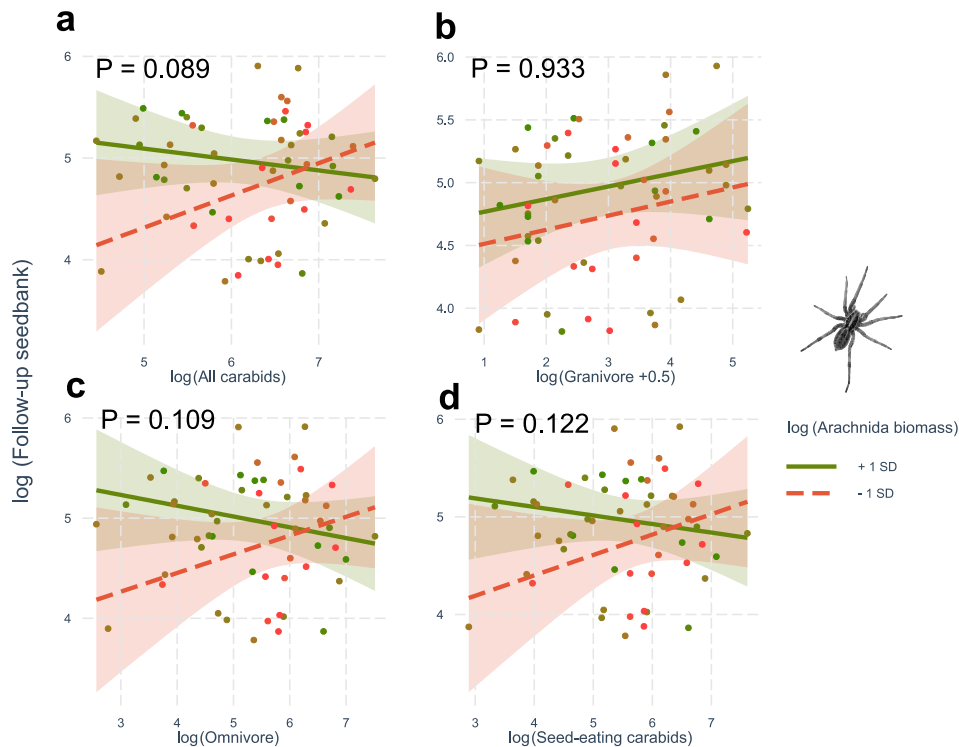 a
P = 0.089
6
5
4
5
6
7
log(All carabids)
b
P = 0.933
6.0
5.5
5.0
4.5
4.0
1
2
3
4
5
log(Granivore +0.5)
log (Follow-up seedbank)
c
P = 0.109
6
5
4
3
4
5
6
7
log(Omnivore)
d
P = 0.122
6
5
4
3
4
5
6
7
log(Seed-eating carabids)
log (Arachnida biomass)
+ 1 SD
- 1 SD